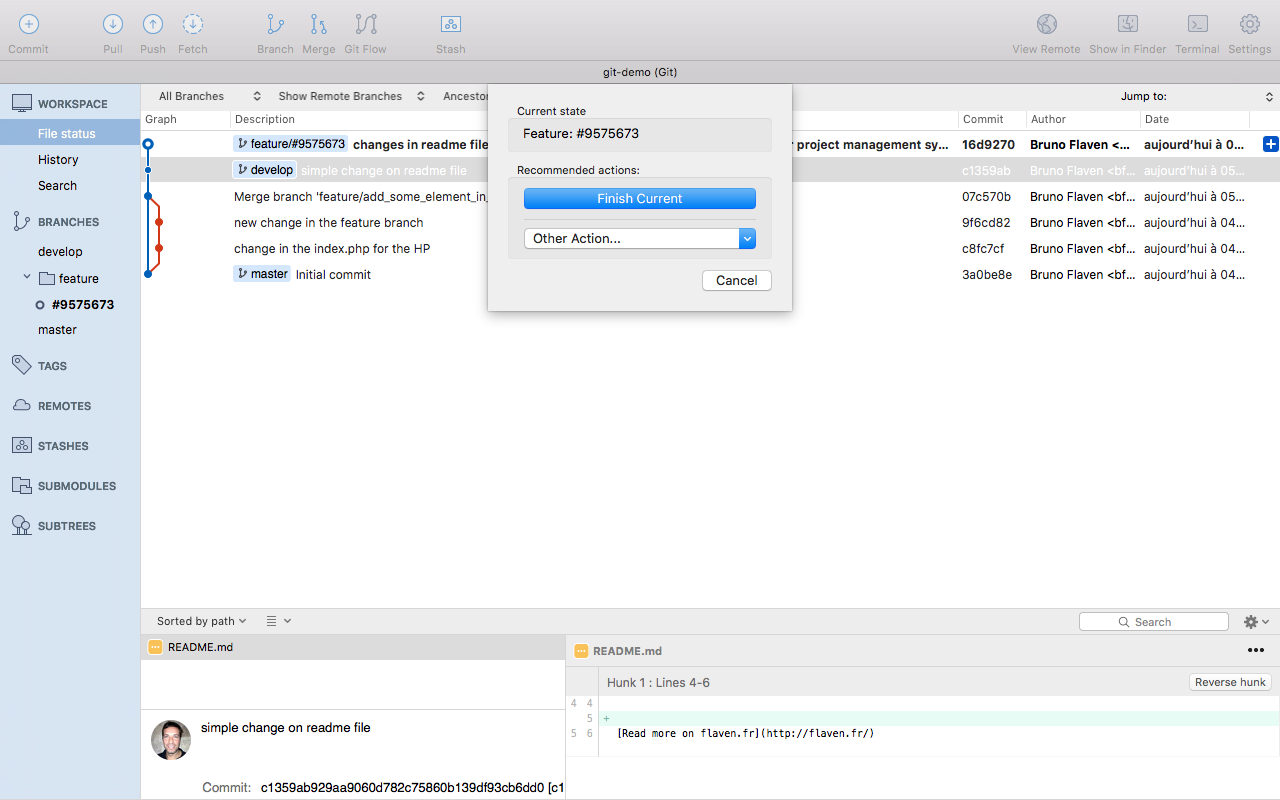 Commit Pull Push Fetch Branch Merge Git Flow Stash View Remote Show in Finder Terminal Settings
git-demo (Git)
WORKSPACE
File status
History
Search
BRANCHES
develop
feature
#9575673
master
TAGS
REMOTES
STASHES
SUBMODULES
SUBTREES
All Branches Show Remote Branches Ancestor Jump to:
Graph Description Commit Author Date
feature/#9575673 changes in readme file r project management sy... 16d9270 Bruno Flaven <... aujourd'hui à 0...
develop simple change on readme file c1359ab Bruno Flaven <bf... aujourd'hui à 05...
Merge branch 'feature/add_some_element_in_ 07c570b Bruno Flaven <bf... aujourd'hui à 05...
new change in the feature branch 9f6cd82 Bruno Flaven <bf... aujourd'hui à 04...
change in the index.php for the HP c8fc7cf Bruno Flaven <bf... aujourd'hui à 04...
master Initial commit 3a0be8e Bruno Flaven <bf... aujourd'hui à 04...
Current state
Feature: #9575673
Recommended actions:
Finish Current
Other Action...
Cancel
Sorted by path Search
README.md
simple change on readme file
Commit: c1359ab929aa9060d782c75860b139df93cb6dd0 [c1
README.md
Hunk 1 : Lines 4-6 Reverse hunk
4 4
5 +
5 6 [Read more on flaven.fr](http://flaven.fr/)